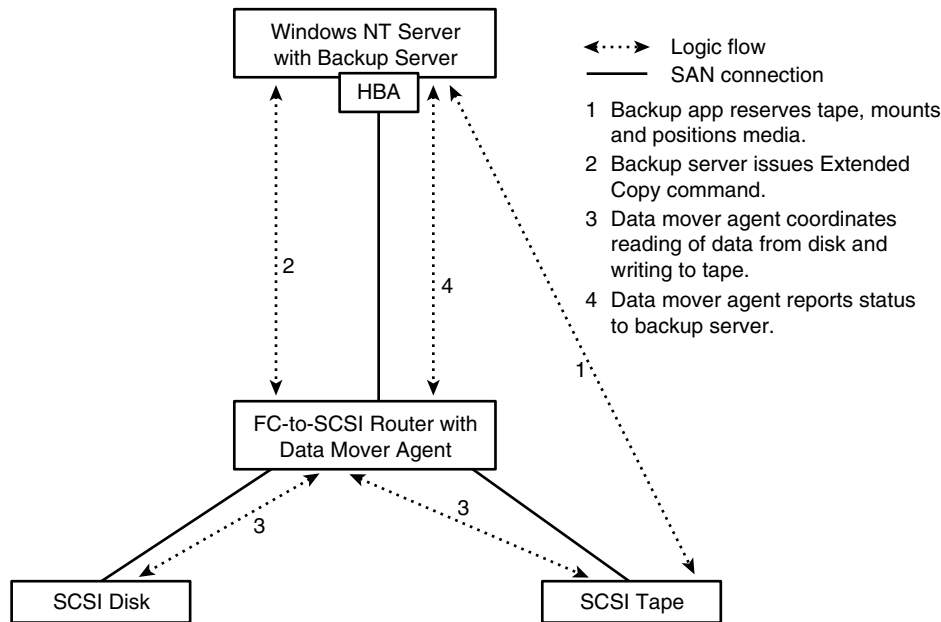 Windows NT Server
with Backup Server
HBA
Logic flow
SAN connection
1 Backup app reserves tape, mounts
and positions media.
2 Backup server issues Extended
Copy command.
3 Data mover agent coordinates
reading of data from disk and
writing to tape.
4 Data mover agent reports status
to backup server.
2
4
1
FC-to-SCSI Router with
Data Mover Agent
3
3
SCSI Disk
SCSI Tape